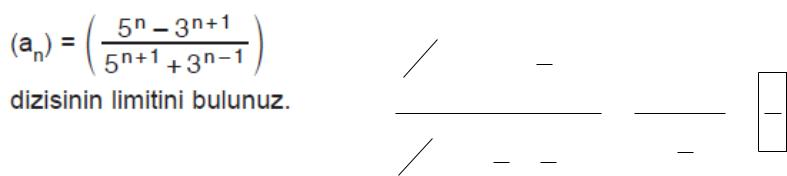 (aₙ) = ( (5ⁿ – 3ⁿ⁺¹) / (5ⁿ⁺¹ + 3ⁿ⁻¹) )
dizisinin limitini bulunuz.